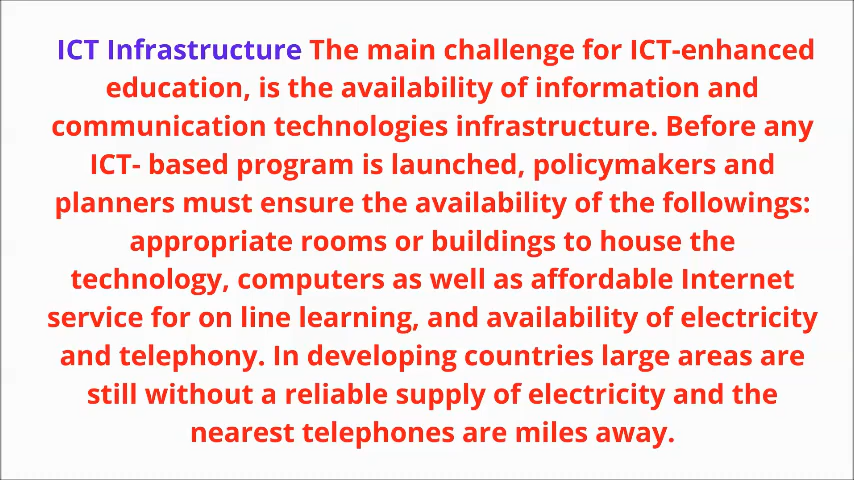 ICT Infrastructure The main challenge for ICT-enhanced
education, is the availability of information and
communication technologies infrastructure. Before any
ICT- based program is launched, policymakers and
planners must ensure the availability of the followings:
appropriate rooms or buildings to house the
technology, computers as well as affordable Internet
service for on line learning, and availability of electricity
and telephony. In developing countries large areas are
still without a reliable supply of electricity and the
nearest telephones are miles away.